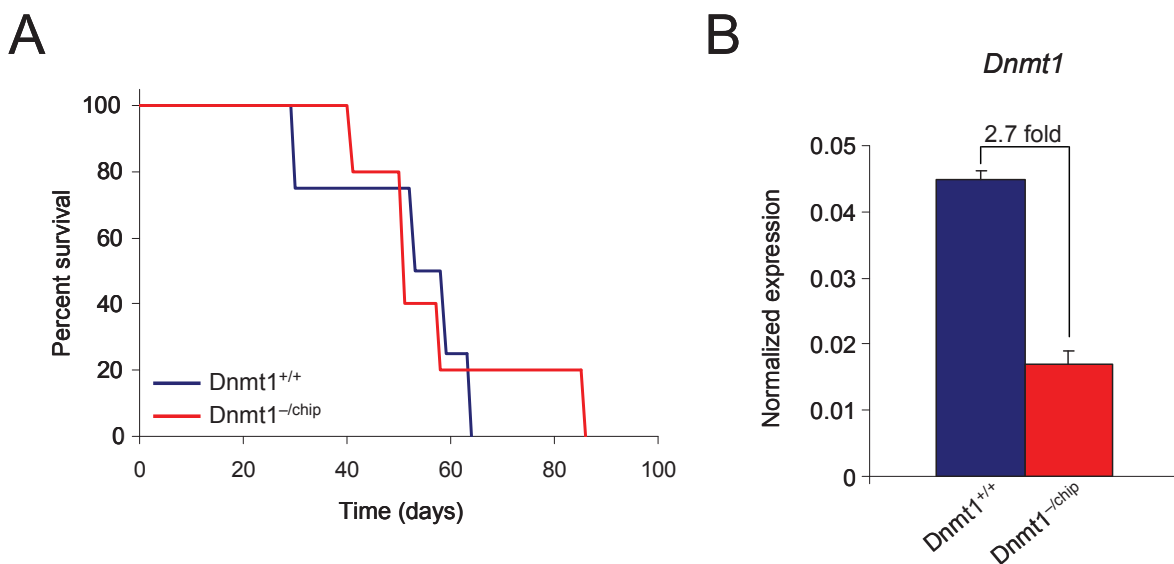 A
Percent survival
100
80
60
40
20
0
0 20 40 60 80 100
Time (days)
Dnmt1+/+
Dnmt1–/chip
B
Dnmt1
2.7 fold
Normalized expression
0.05
0.04
0.03
0.02
0.01
0
Dnmt1+/+
Dnmt1–/chip